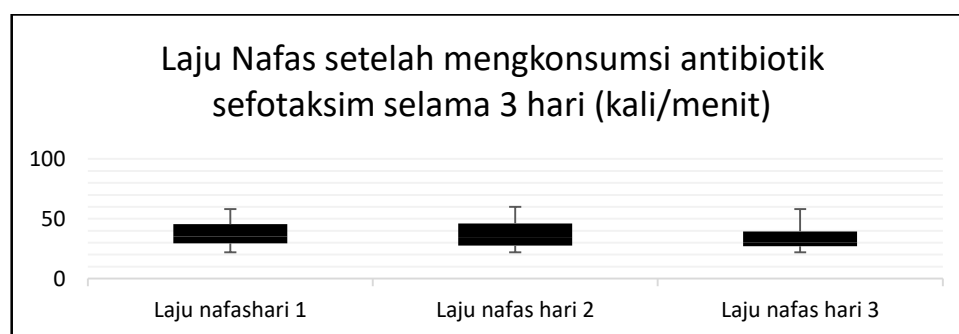 Laju Nafas setelah mengkonsumsi antibiotik
sefotaksim selama 3 hari (kali/menit)
100
50
0
Laju nafashari 1
Laju nafas hari 2
Laju nafas hari 3